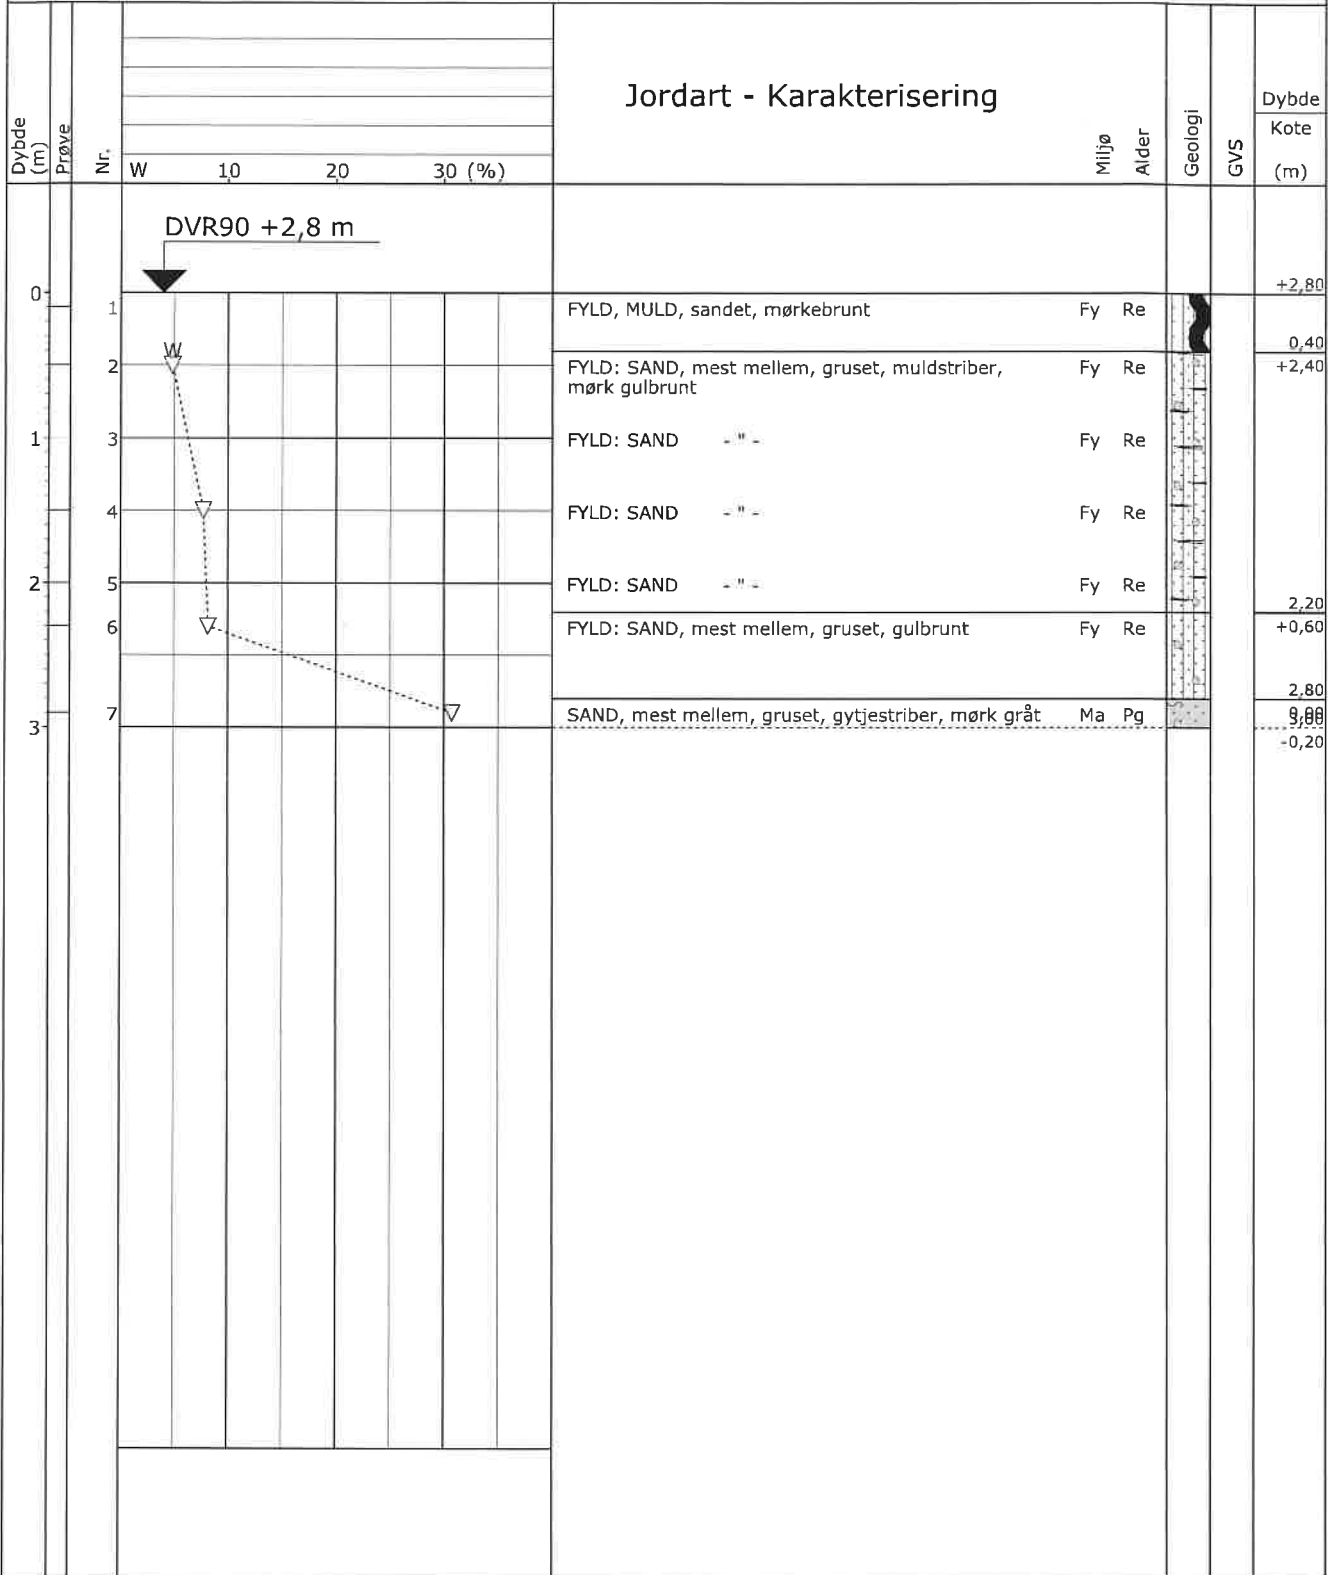 Jordart - Karakterisering
Dybde (m)
Prøve
Nr.
W 10 20 30 (%)
Miljø
Alder
Geologi
GVS
Dybde
Kote
(m)
DVR90 +2,8 m
0
+2,80
1 FYLD, MULD, sandet, mørkebrunt Fy Re
0,40
W
2 FYLD: SAND, mest mellem, gruset, muldstriber, Fy Re +2,40
mørk gulbrunt
1 3 FYLD: SAND - " - Fy Re
4 FYLD: SAND - " - Fy Re
2 5 FYLD: SAND - " - Fy Re
2,20
6 FYLD: SAND, mest mellem, gruset, gulbrunt Fy Re +0,60
2,80
7 SAND, mest mellem, gruset, gytjestriber, mørk gråt Ma Pg
3
-0,20